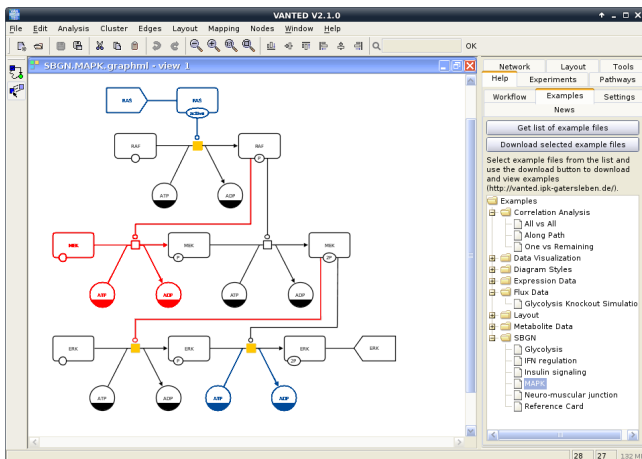 VANTED V2.1.0
File Edit Analysis Cluster Edges Layout Mapping Nodes Window Help
OK
SBGN.MAPK.graphml - view_1
RAS RAS
active
RAF RAF
P
ATP ADP
MEK MEK MEK
P 2P
ATP ADP ATP ADP
ERK ERK ERK ERK
P 2P
ATP ADP ATP ADP
Network Layout Tools
Help Experiments Pathways
Workflow Examples Settings
News
Get list of example files
Download selected example files
Select example files from the list and
use the download button to download
and view examples
(http://vanted.ipk-gatersleben.de/).
Examples
Correlation Analysis
All vs All
Along Path
One vs Remaining
Data Visualization
Diagram Styles
Expression Data
Flux Data
Glycolysis Knockout Simulatio
Layout
Metabolite Data
SBGN
Glycolysis
IFN regulation
Insulin signaling
MAPK
Neuro-muscular junction
Reference Card
28 27 132 M